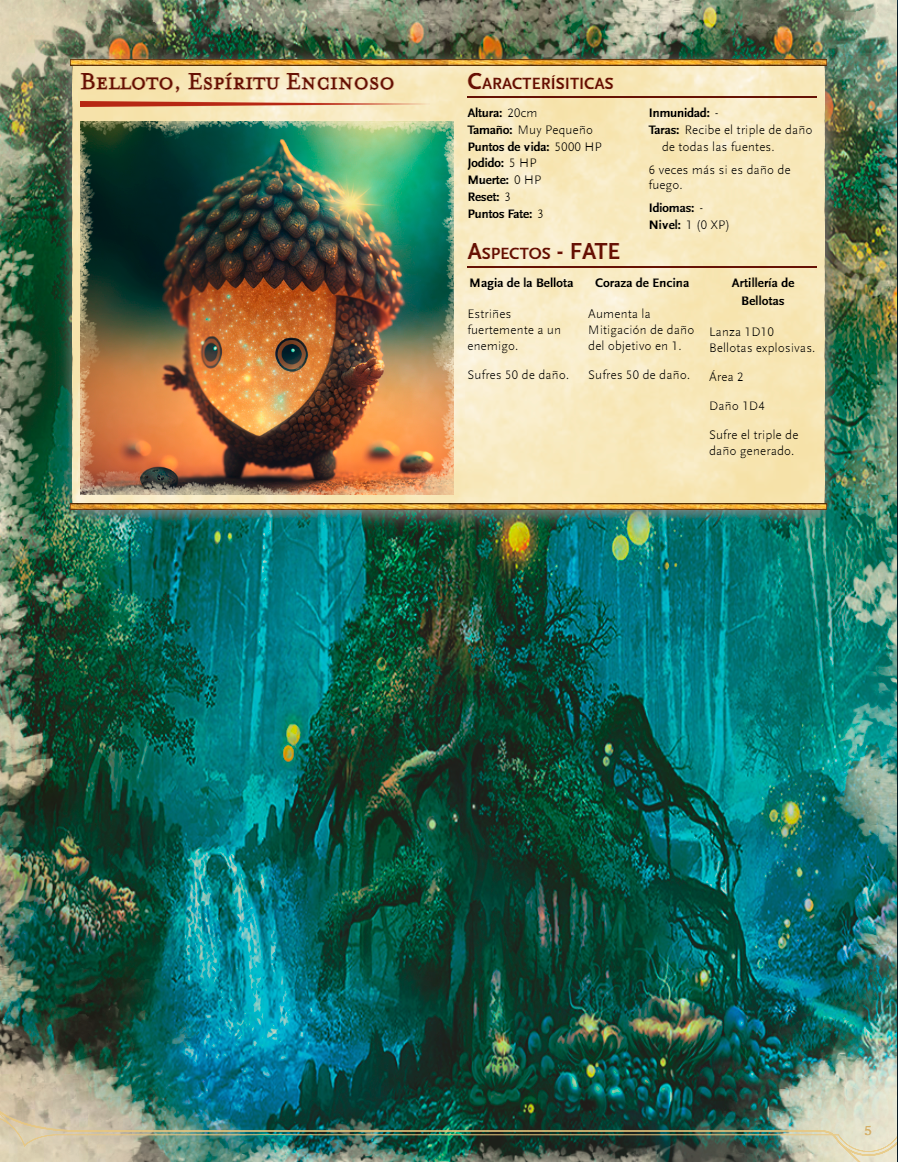 Belloto, Espíritu Encinoso
Caracterísiticas
Altura: 20cm
Tamaño: Muy Pequeño
Puntos de vida: 5000 HP
Jodido: 5 HP
Muerte: 0 HP
Reset: 3
Puntos Fate: 3
Inmunidad: -
Taras: Recibe el triple de daño
de todas las fuentes.
6 veces más si es daño de
fuego.
Idiomas: -
Nivel: 1 (0 XP)
Aspectos - FATE
Magia de la Bellota
Estriñes
fuertemente a un
enemigo.
Sufres 50 de daño.
Coraza de Encina
Aumenta la
Mitigación de daño
del objetivo en 1.
Sufres 50 de daño.
Artillería de
Bellotas
Lanza 1D10
Bellotas explosivas.
Área 2
Daño 1D4
Sufre el triple de
daño generado.
5